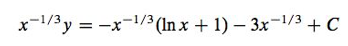 x^{-1/3}y = −x^{-1/3}(ln x + 1) − 3x^{-1/3} + C